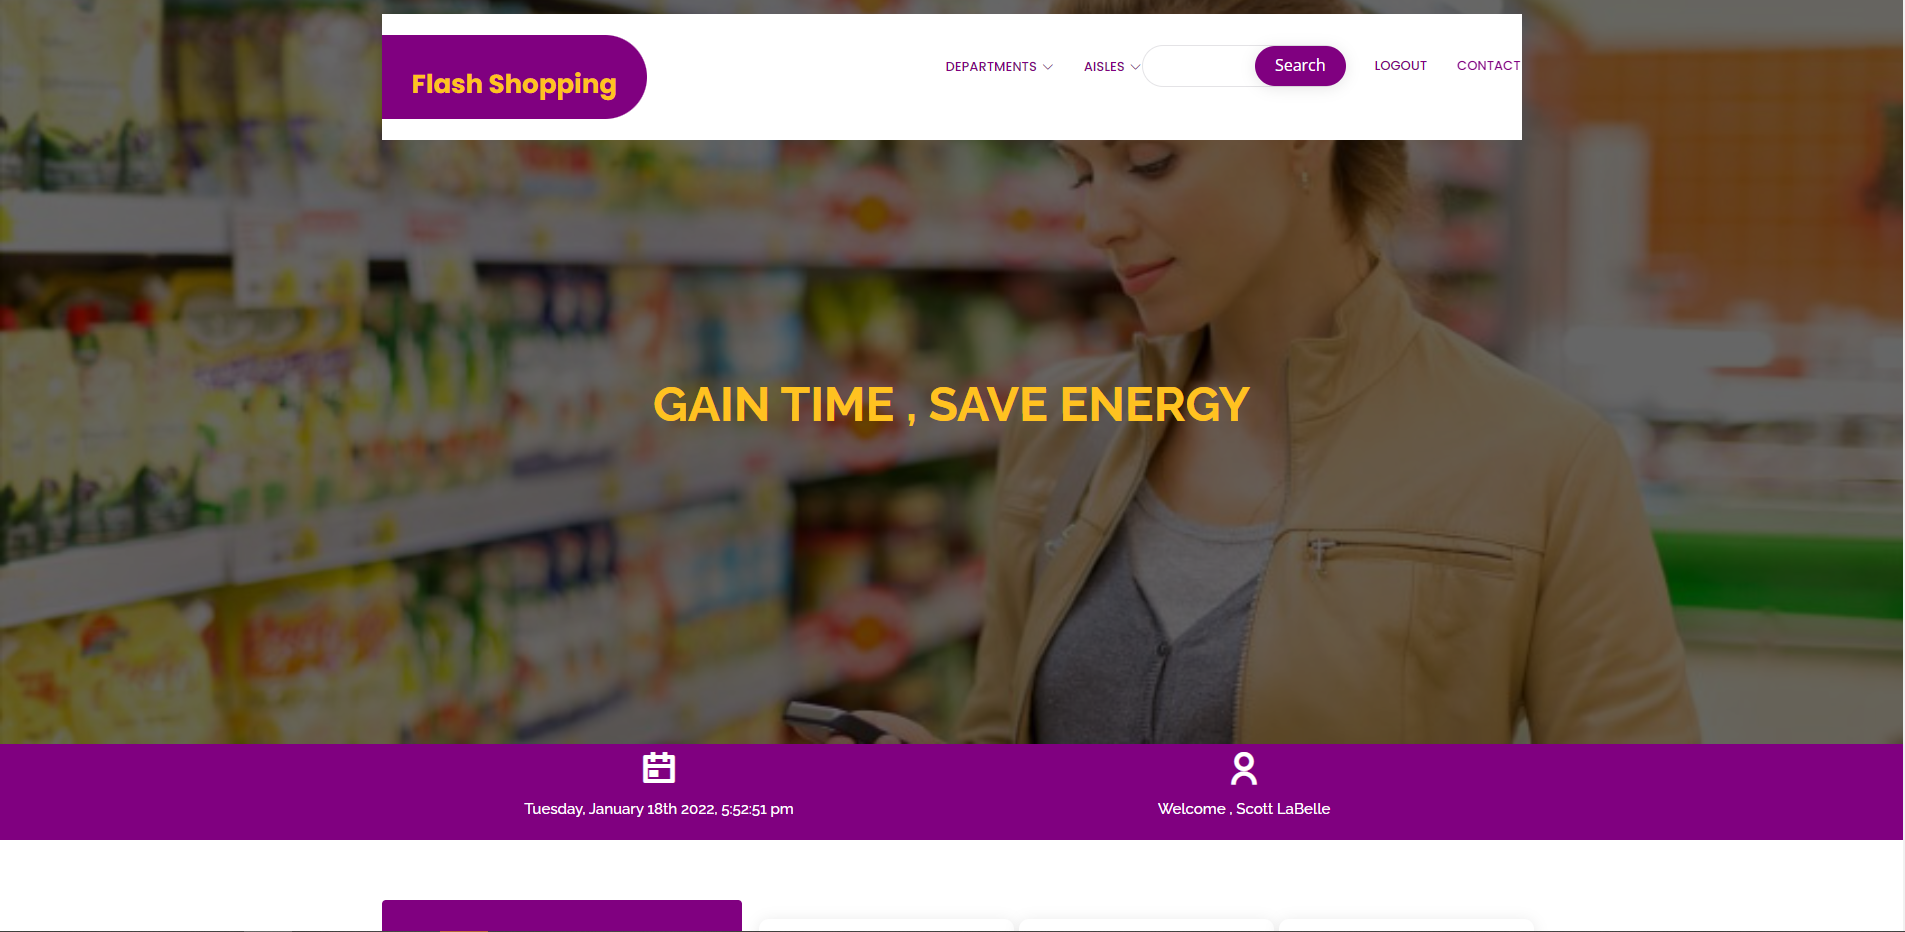 Flash Shopping
DEPARTMENTS AISLES Search LOGOUT CONTACT
GAIN TIME , SAVE ENERGY
Tuesday, January 18th 2022, 5:52:51 pm
Welcome , Scott LaBelle